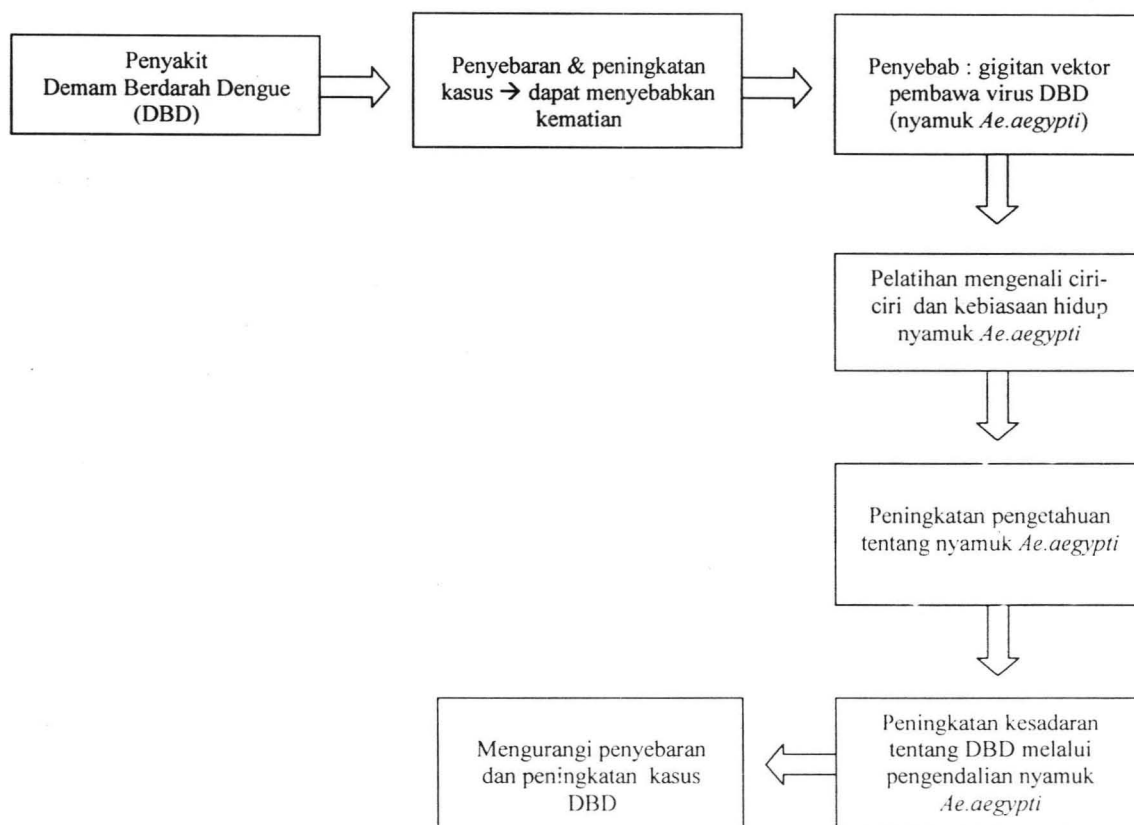 Penyakit
Demam Berdarah Dengue
(DBD)
Penyebaran & peningkatan
kasus → dapat menyebabkan
kematian
Penyebab : gigitan vektor
pembawa virus DBD
(nyamuk Ae.aegypti)
Pelatihan mengenali ciri-
ciri dan kebiasaan hidup
nyamuk Ae.aegypti
Peningkatan pengetahuan
tentang nyamuk Ae.aegypti
Peningkatan kesadaran
tentang DBD melalui
pengendalian nyamuk
Ae.aegypti
Mengurangi penyebaran
dan peningkatan kasus
DBD